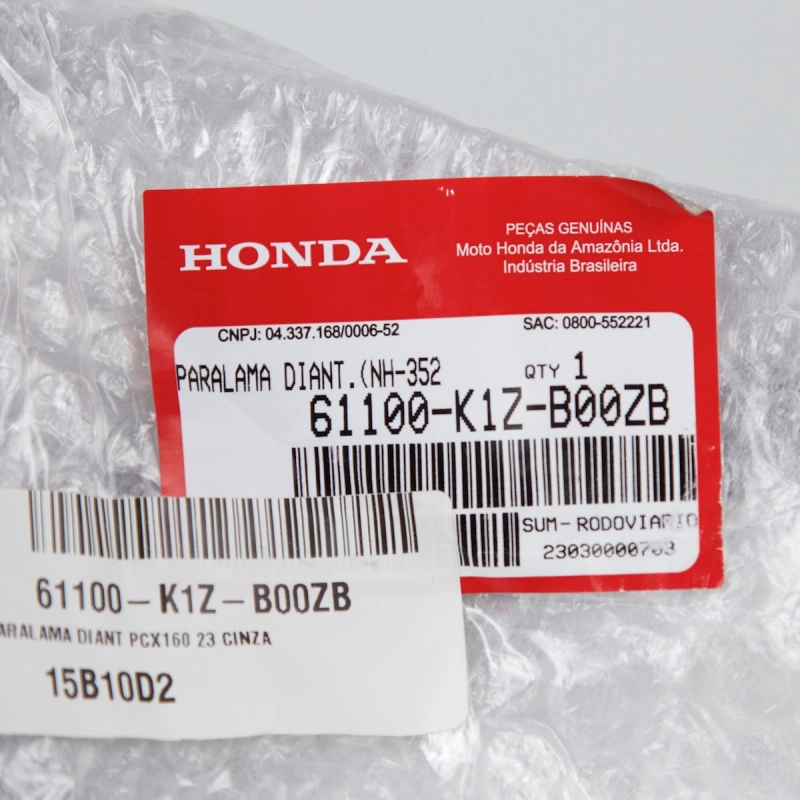 HONDA
PEÇAS GENUÍNAS
Moto Honda da Amazônia Ltda.
Indústria Brasileira
CNPJ: 04.337.168/0006-52
SAC: 0800-552221
PARALAMA DIANT.(NH-352
QTY 1
61100-K1Z-B00ZB
SUM-RODOVIARIO
61100-K1Z-B00ZB
ARALAMA DIANT PCX160 23 CINZA
15B10D2